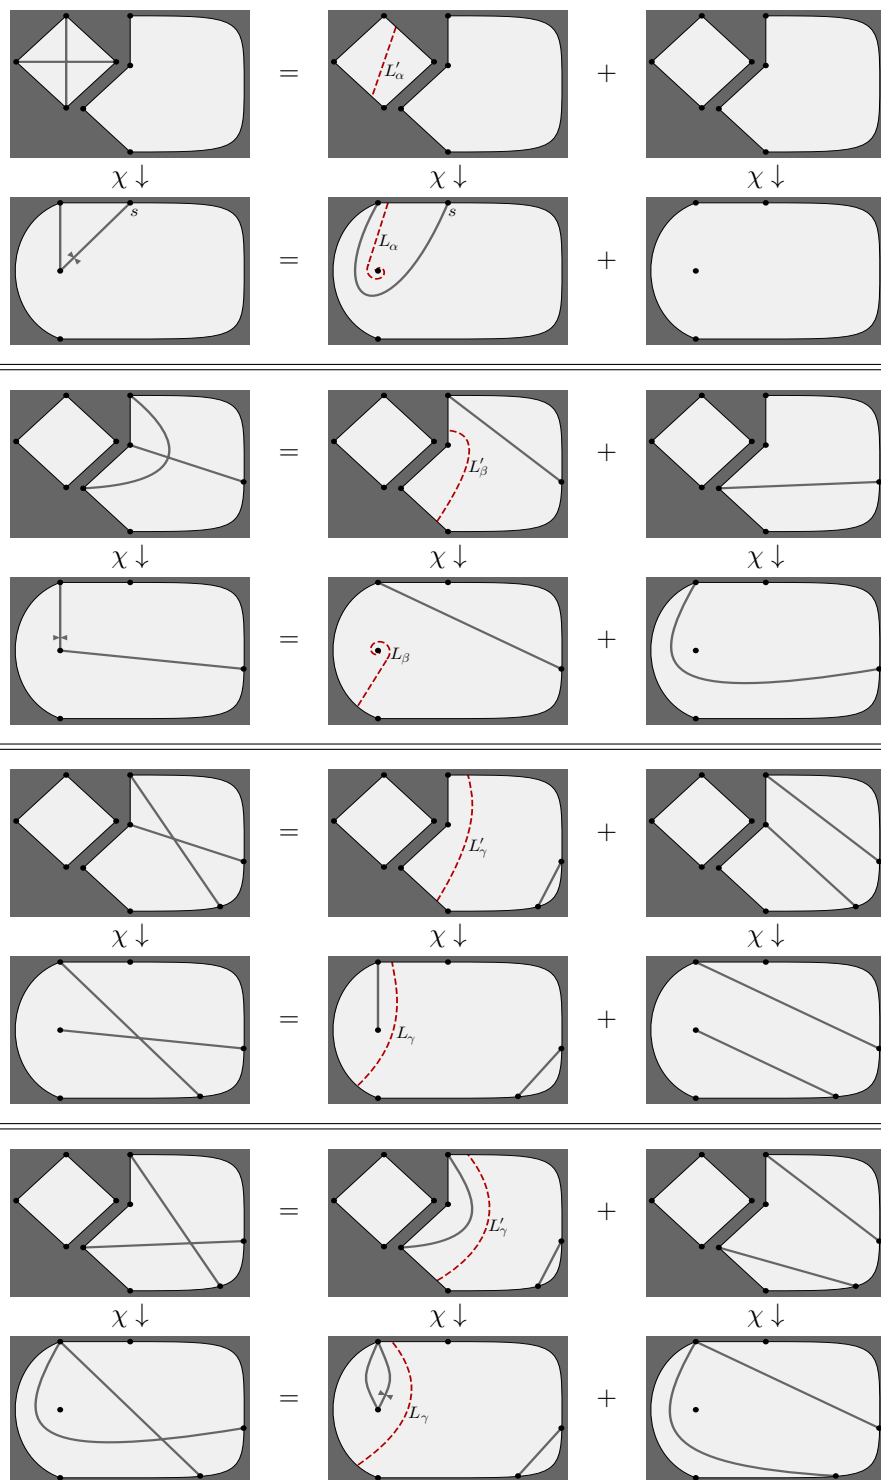 = L'α +
χ ↓ χ ↓ χ ↓
s s
= Lα +
= L'β +
χ ↓ χ ↓ χ ↓
= Lβ +
= L'γ +
χ ↓ χ ↓ χ ↓
= Lγ +
= L'γ +
χ ↓ χ ↓ χ ↓
= Lγ +